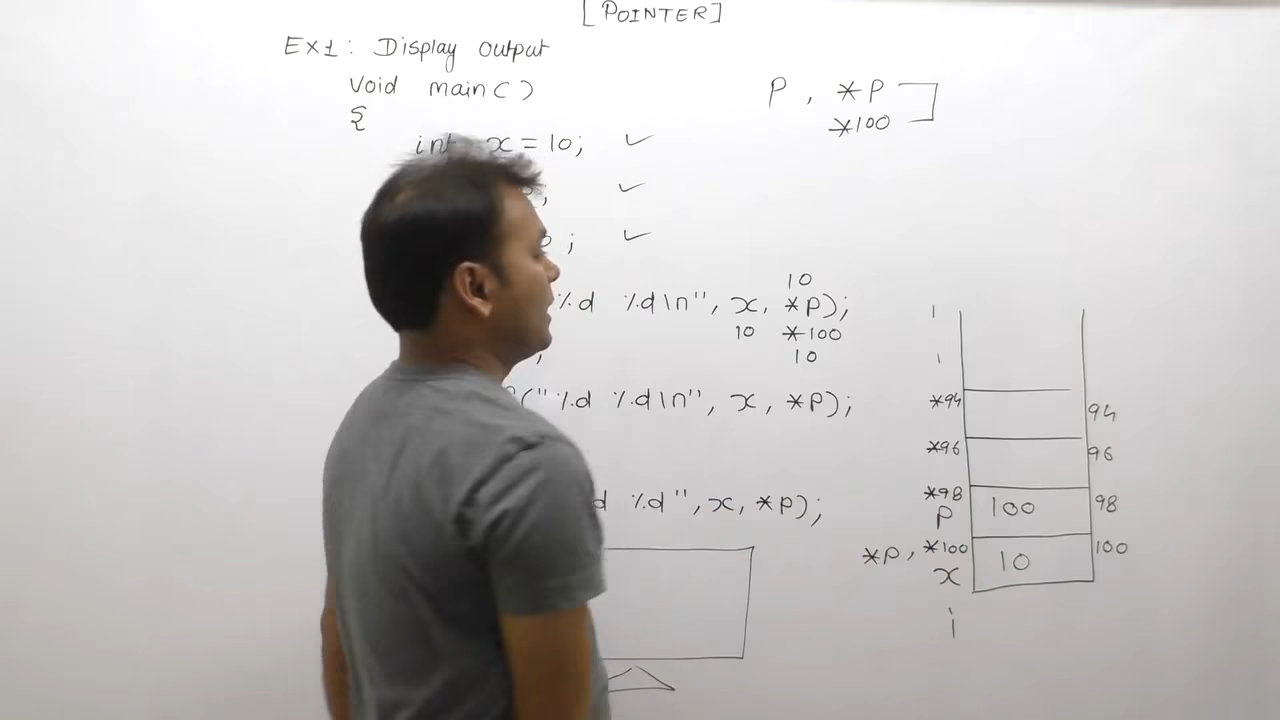 [POINTER]
Ex1: Display output
void main()
{
int x = 10; ✓
; ✓
; ✓
P, *P
*100
10
%d %d\n", x, *P);
10 *100
10
;
("%d %d\n", x, *P);
d %d", x, *P);
*94 94
*96 96
*98 98
P 100
*P, *100 100
x 10